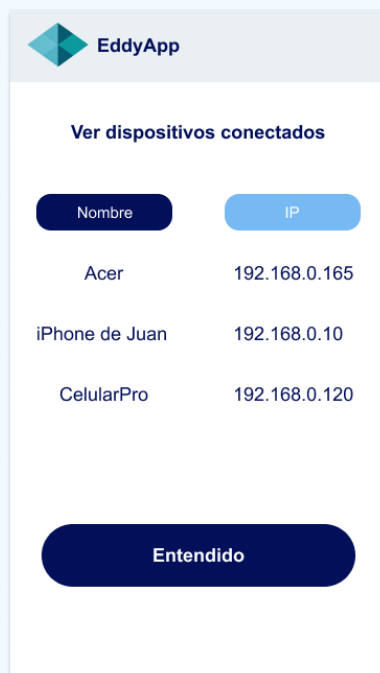 EddyApp
Ver dispositivos conectados
Nombre IP
Acer 192.168.0.165
iPhone de Juan 192.168.0.10
CelularPro 192.168.0.120
Entendido